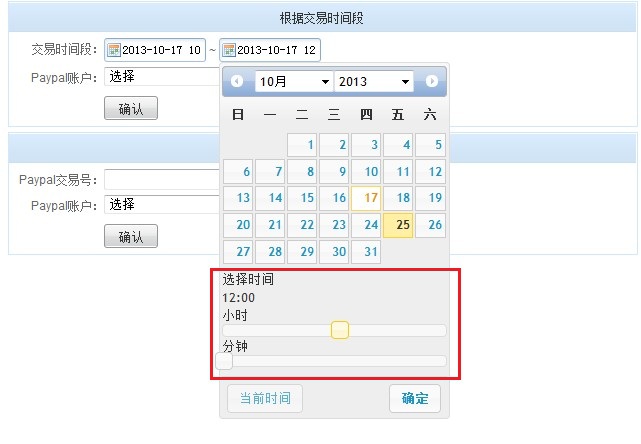 根据交易时间段
交易时间段： 2013-10-17 10 ~ 2013-10-17 12
Paypal账户： 选择
确认
10月 2013
日 一 二 三 四 五 六
1 2 3 4 5
6 7 8 9 10 11 12
13 14 15 16 17 18 19
20 21 22 23 24 25 26
27 28 29 30 31
选择时间
12:00
小时
分钟
当前时间 确定
Paypal交易号：
Paypal账户： 选择
确认